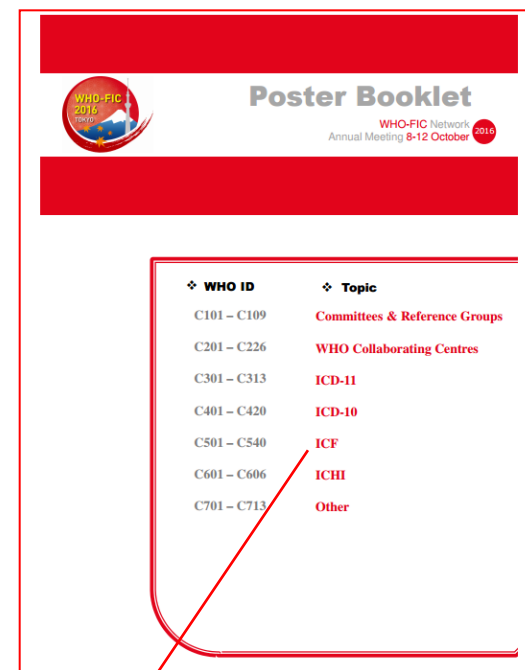 WHO-FIC
2016
TOKYO
Poster Booklet
WHO-FIC Network
Annual Meeting 8-12 October
2016
❖ WHO ID ❖ Topic
C101 – C109 Committees & Reference Groups
C201 – C226 WHO Collaborating Centres
C301 – C313 ICD-11
C401 – C420 ICD-10
C501 – C540 ICF
C601 – C606 ICHI
C701 – C713 Other